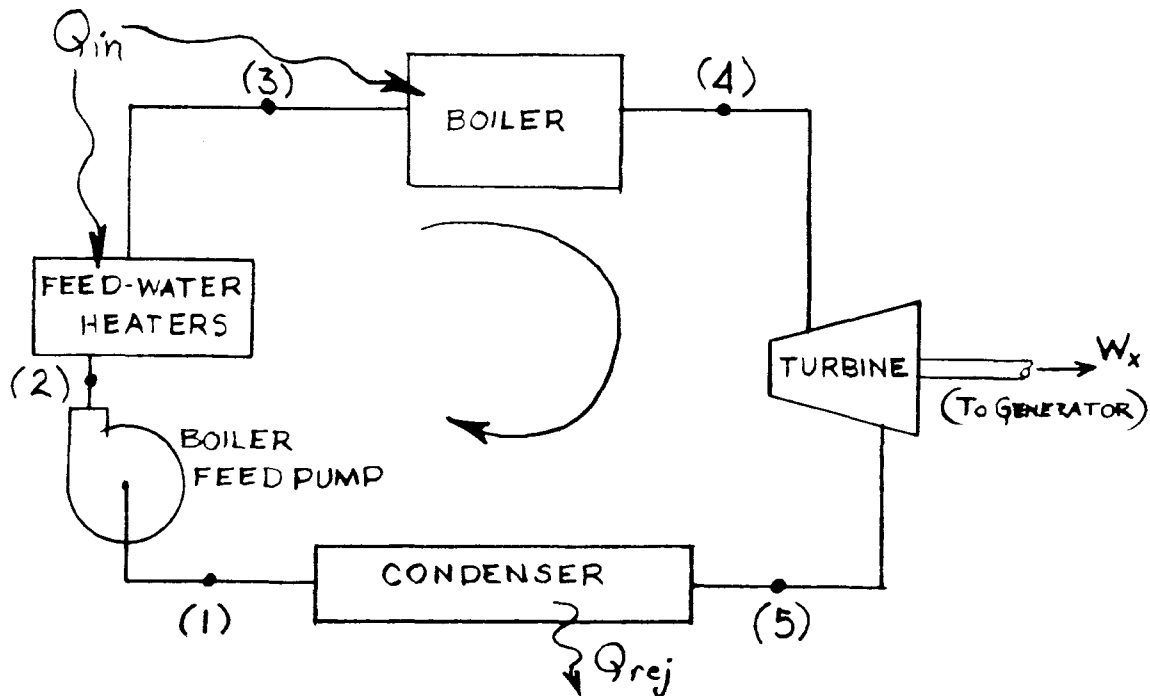 Qin
(3)
BOILER
(4)
FEED-WATER
HEATERS
(2)
BOILER
FEED PUMP
TURBINE
Wx
(TO GENERATOR)
(1)
CONDENSER
(5)
Qrej